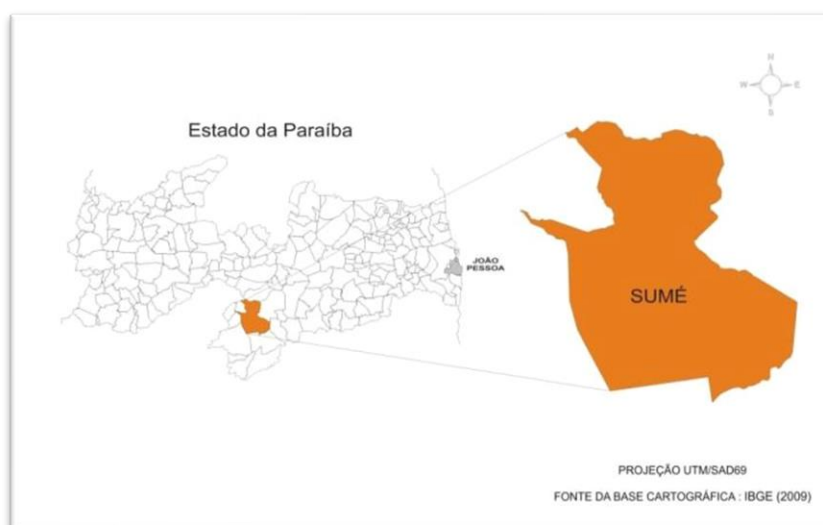 N
W E
S
Estado da Paraíba
JOÃO
PESSOA
SUMÉ
PROJEÇÃO UTM/SAD69
FONTE DA BASE CARTOGRÁFICA : IBGE (2009)